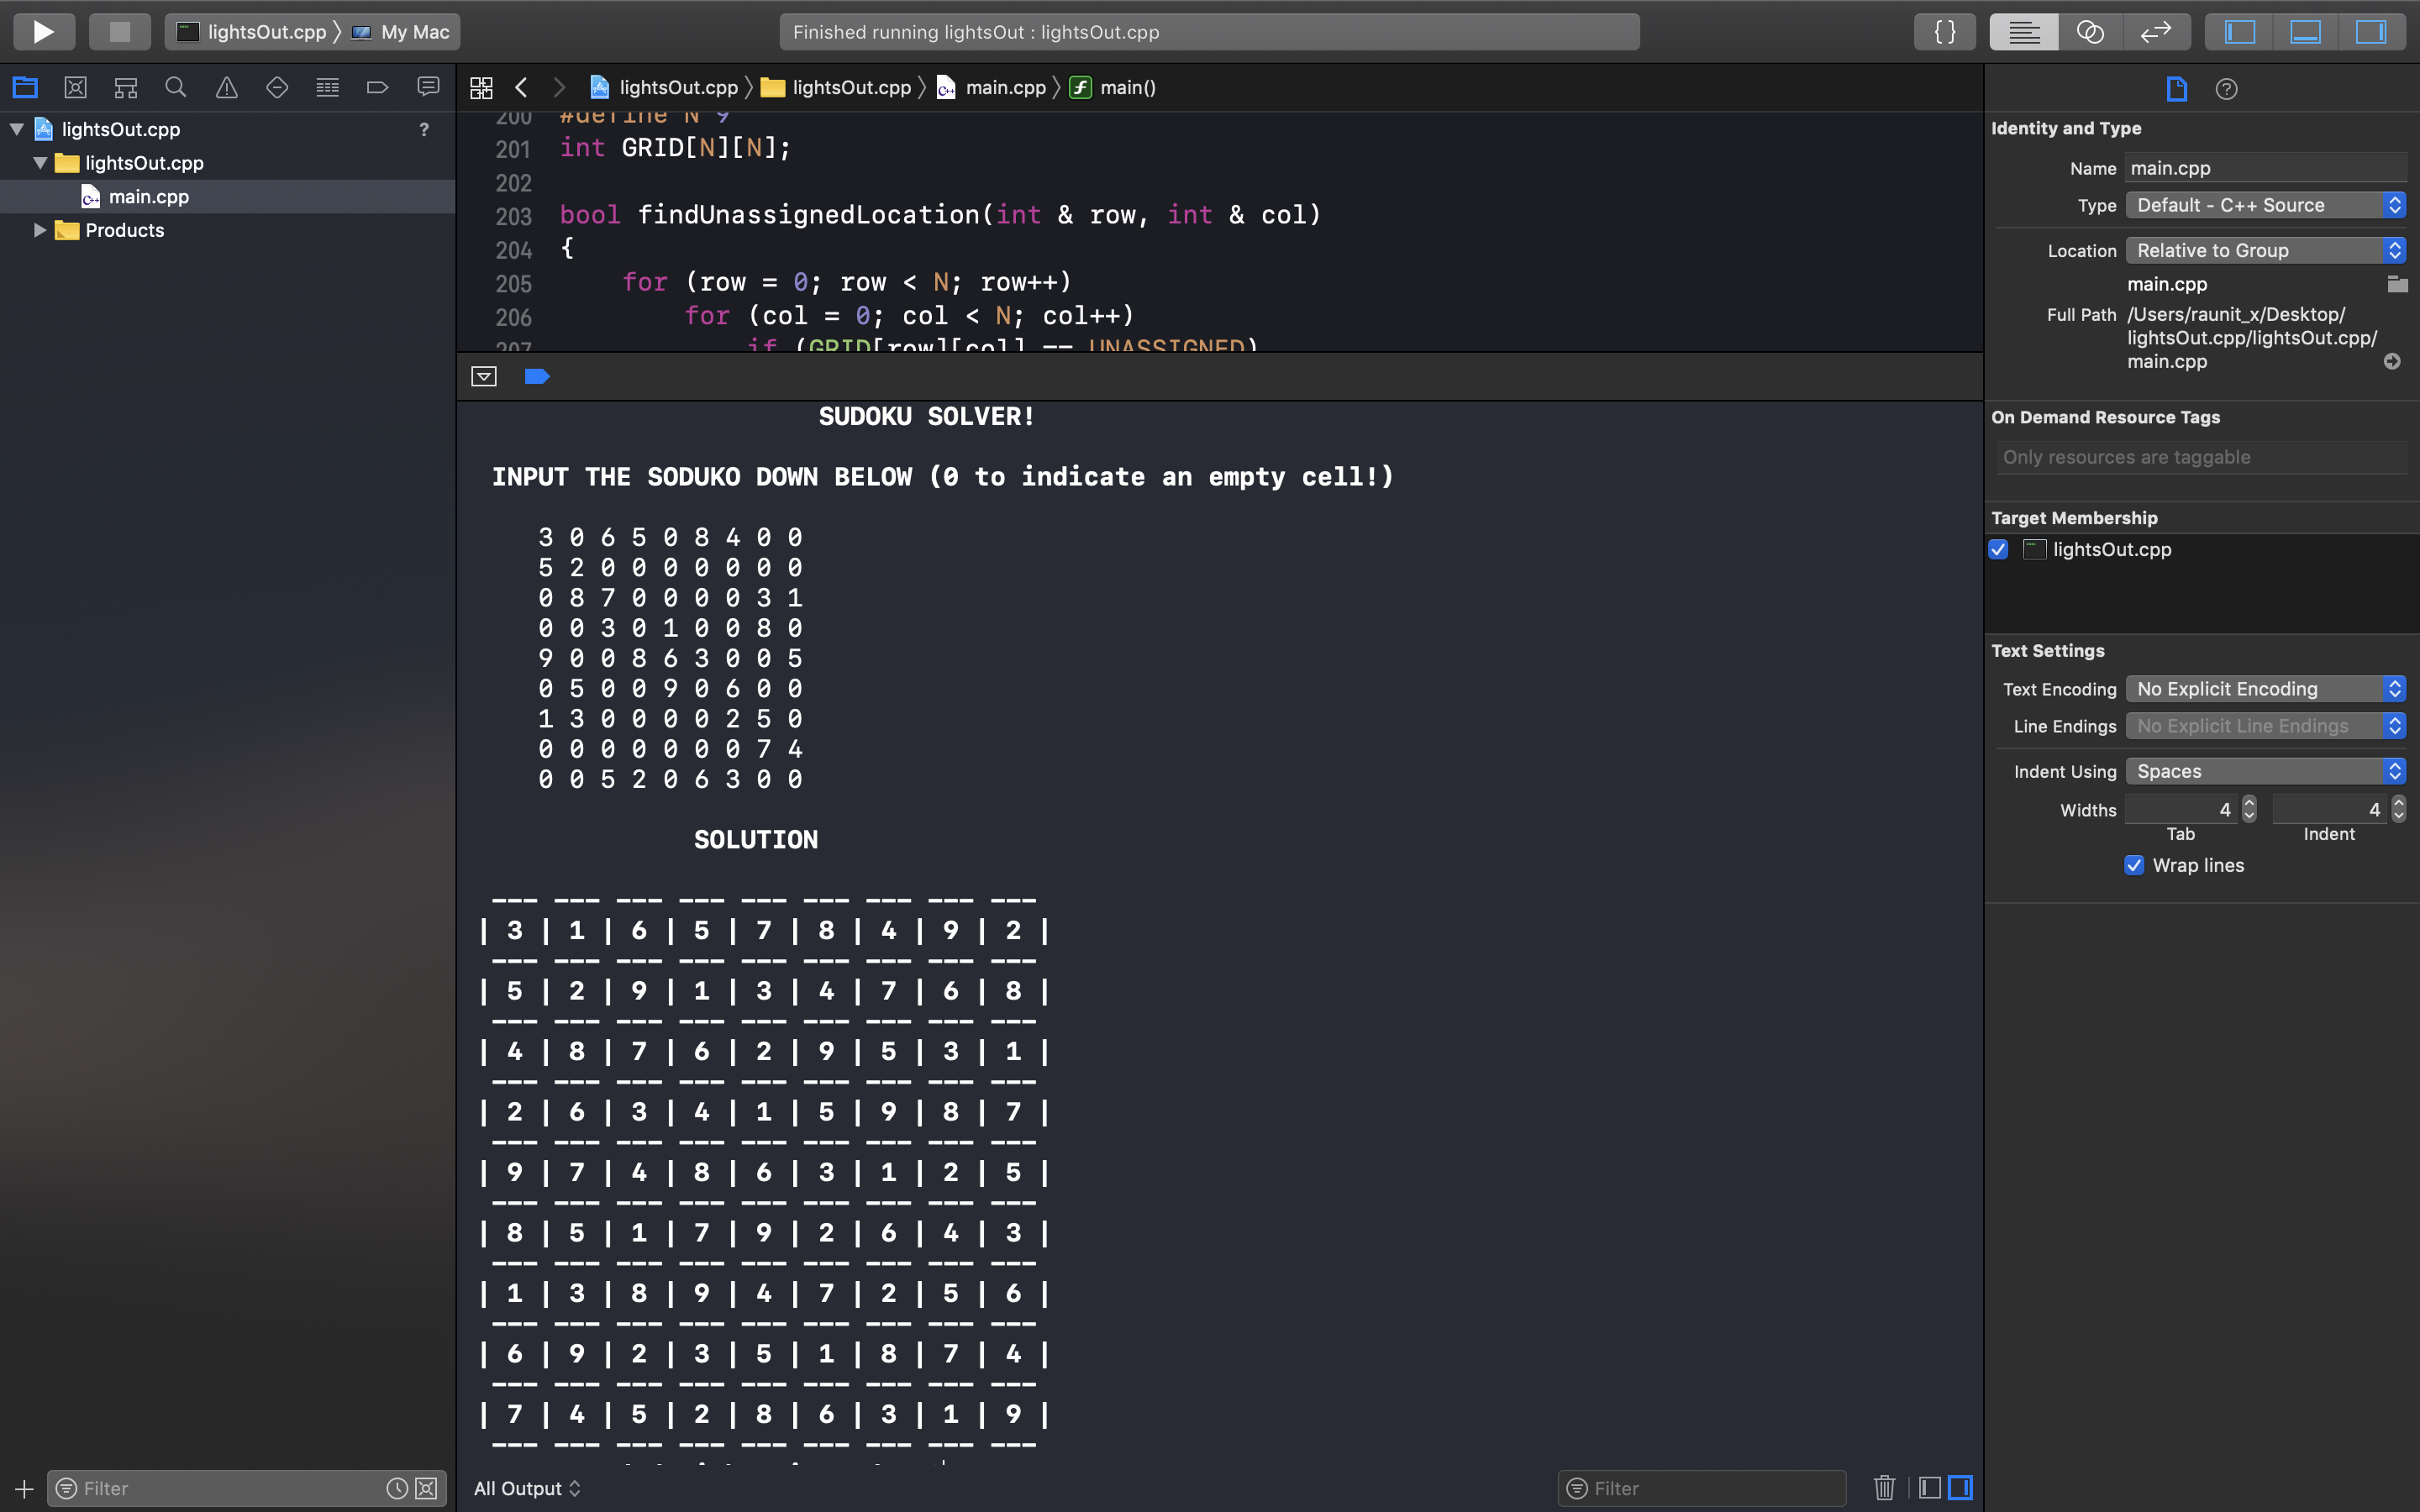 lightsOut.cpp 〉 My Mac
Finished running lightsOut : lightsOut.cpp
{}
lightsOut.cpp ?
lightsOut.cpp
main.cpp
Products
lightsOut.cpp 〉 lightsOut.cpp 〉 main.cpp 〉 main()
200 #define N 9
201 int GRID[N][N];
202
203 bool findUnassignedLocation(int & row, int & col)
204 {
205 for (row = 0; row < N; row++)
206 for (col = 0; col < N; col++)
207 if (GRID[row][col] == UNASSIGNED)
SUDOKU SOLVER!
INPUT THE SODUKO DOWN BELOW (0 to indicate an empty cell!)
3 0 6 5 0 8 4 0 0
5 2 0 0 0 0 0 0 0
0 8 7 0 0 0 0 3 1
0 0 3 0 1 0 0 8 0
9 0 0 8 6 3 0 0 5
0 5 0 0 9 0 6 0 0
1 3 0 0 0 0 2 5 0
0 0 0 0 0 0 0 7 4
0 0 5 2 0 6 3 0 0
SOLUTION
--- --- --- --- --- --- --- --- ---
| 3 | 1 | 6 | 5 | 7 | 8 | 4 | 9 | 2 |
--- --- --- --- --- --- --- --- ---
| 5 | 2 | 9 | 1 | 3 | 4 | 7 | 6 | 8 |
--- --- --- --- --- --- --- --- ---
| 4 | 8 | 7 | 6 | 2 | 9 | 5 | 3 | 1 |
--- --- --- --- --- --- --- --- ---
| 2 | 6 | 3 | 4 | 1 | 5 | 9 | 8 | 7 |
--- --- --- --- --- --- --- --- ---
| 9 | 7 | 4 | 8 | 6 | 3 | 1 | 2 | 5 |
--- --- --- --- --- --- --- --- ---
| 8 | 5 | 1 | 7 | 9 | 2 | 6 | 4 | 3 |
--- --- --- --- --- --- --- --- ---
| 1 | 3 | 8 | 9 | 4 | 7 | 2 | 5 | 6 |
--- --- --- --- --- --- --- --- ---
| 6 | 9 | 2 | 3 | 5 | 1 | 8 | 7 | 4 |
--- --- --- --- --- --- --- --- ---
| 7 | 4 | 5 | 2 | 8 | 6 | 3 | 1 | 9 |
--- --- --- --- --- --- --- --- ---
Filter
All Output
Filter
Identity and Type
Name main.cpp
Type Default - C++ Source
Location Relative to Group
main.cpp
Full Path /Users/raunit_x/Desktop/
lightsOut.cpp/lightsOut.cpp/
main.cpp
On Demand Resource Tags
Only resources are taggable
Target Membership
lightsOut.cpp
Text Settings
Text Encoding No Explicit Encoding
Line Endings No Explicit Line Endings
Indent Using Spaces
Widths 4 4
Tab Indent
Wrap lines